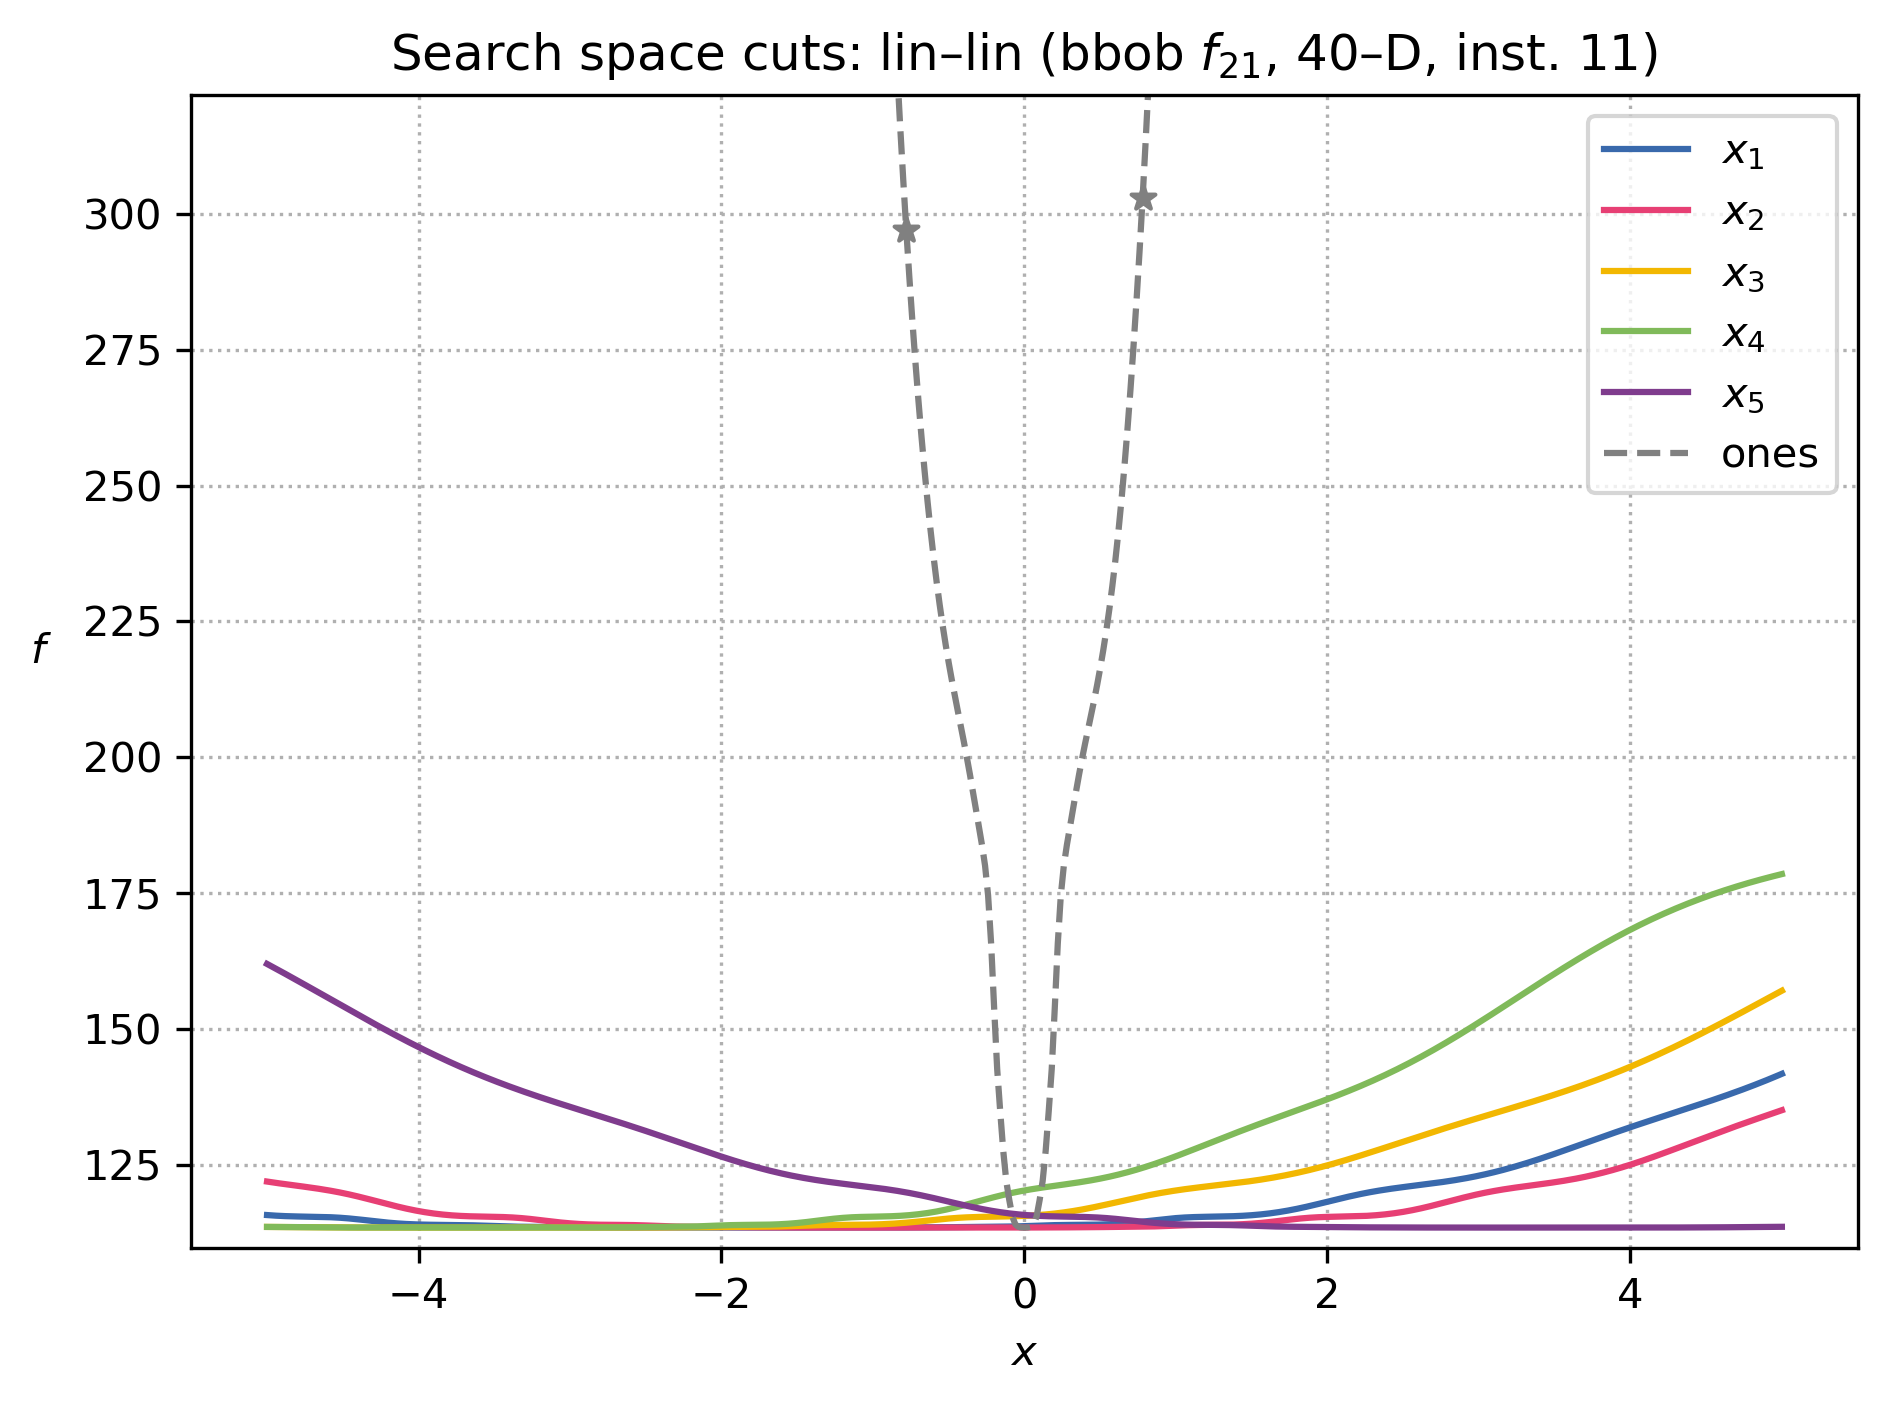 Search space cuts: lin–lin (bbob f₂₁, 40–D, inst. 11)
x₁
x₂
x₃
x₄
x₅
ones
300
275
250
225
200
175
150
125
f
−4 −2 0 2 4
x